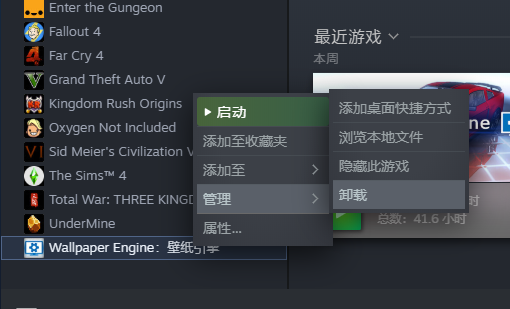 Enter the Gungeon
Fallout 4
Far Cry 4
Grand Theft Auto V
Kingdom Rush Origins
Oxygen Not Included
Sid Meier's Civilization V
The Sims™ 4
Total War: THREE KINGD
UnderMine
Wallpaper Engine：壁纸引擎
最近游戏
本周
启动
添加至收藏夹
添加至
管理
属性...
添加桌面快捷方式
浏览本地文件
隐藏此游戏
卸载
ne
总数：41.6 小时